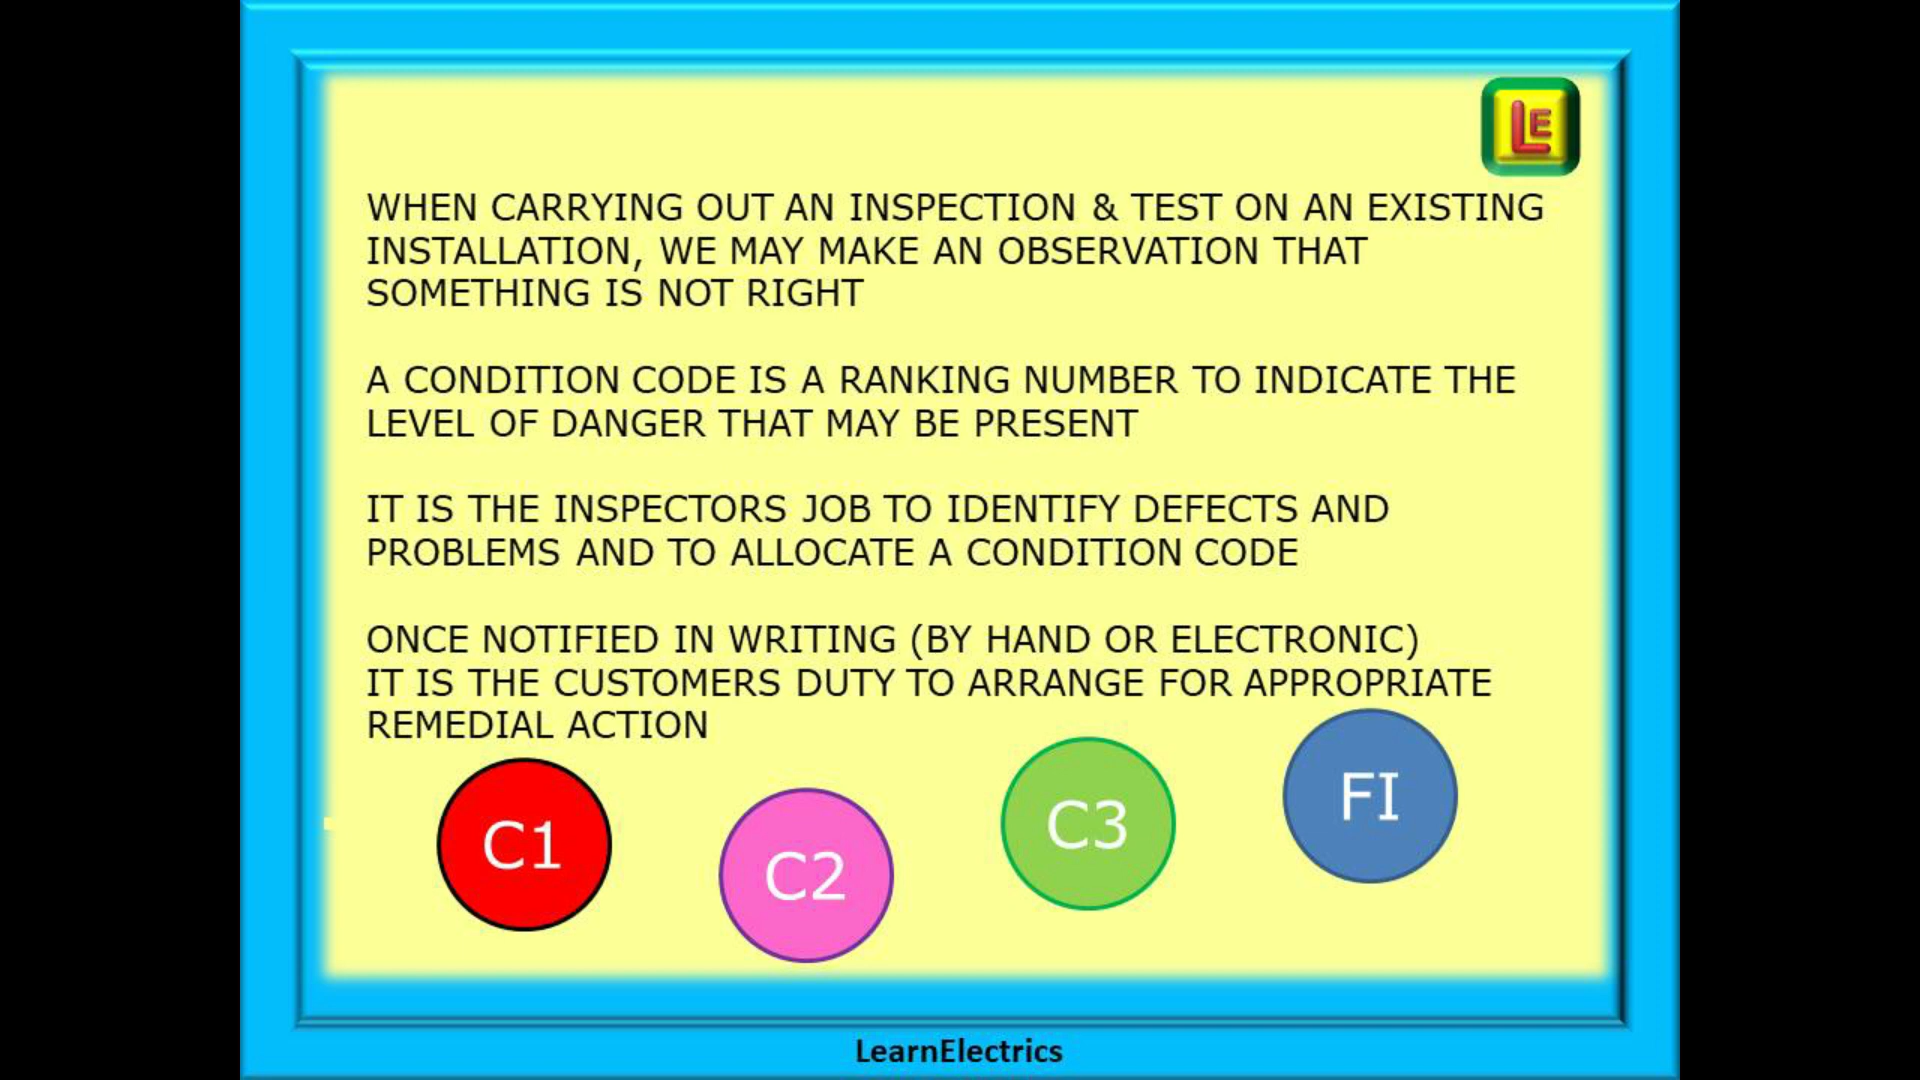 LE
WHEN CARRYING OUT AN INSPECTION & TEST ON AN EXISTING
INSTALLATION, WE MAY MAKE AN OBSERVATION THAT
SOMETHING IS NOT RIGHT
A CONDITION CODE IS A RANKING NUMBER TO INDICATE THE
LEVEL OF DANGER THAT MAY BE PRESENT
IT IS THE INSPECTORS JOB TO IDENTIFY DEFECTS AND
PROBLEMS AND TO ALLOCATE A CONDITION CODE
ONCE NOTIFIED IN WRITING (BY HAND OR ELECTRONIC)
IT IS THE CUSTOMERS DUTY TO ARRANGE FOR APPROPRIATE
REMEDIAL ACTION
C1
C2
C3
FI
LearnElectrics